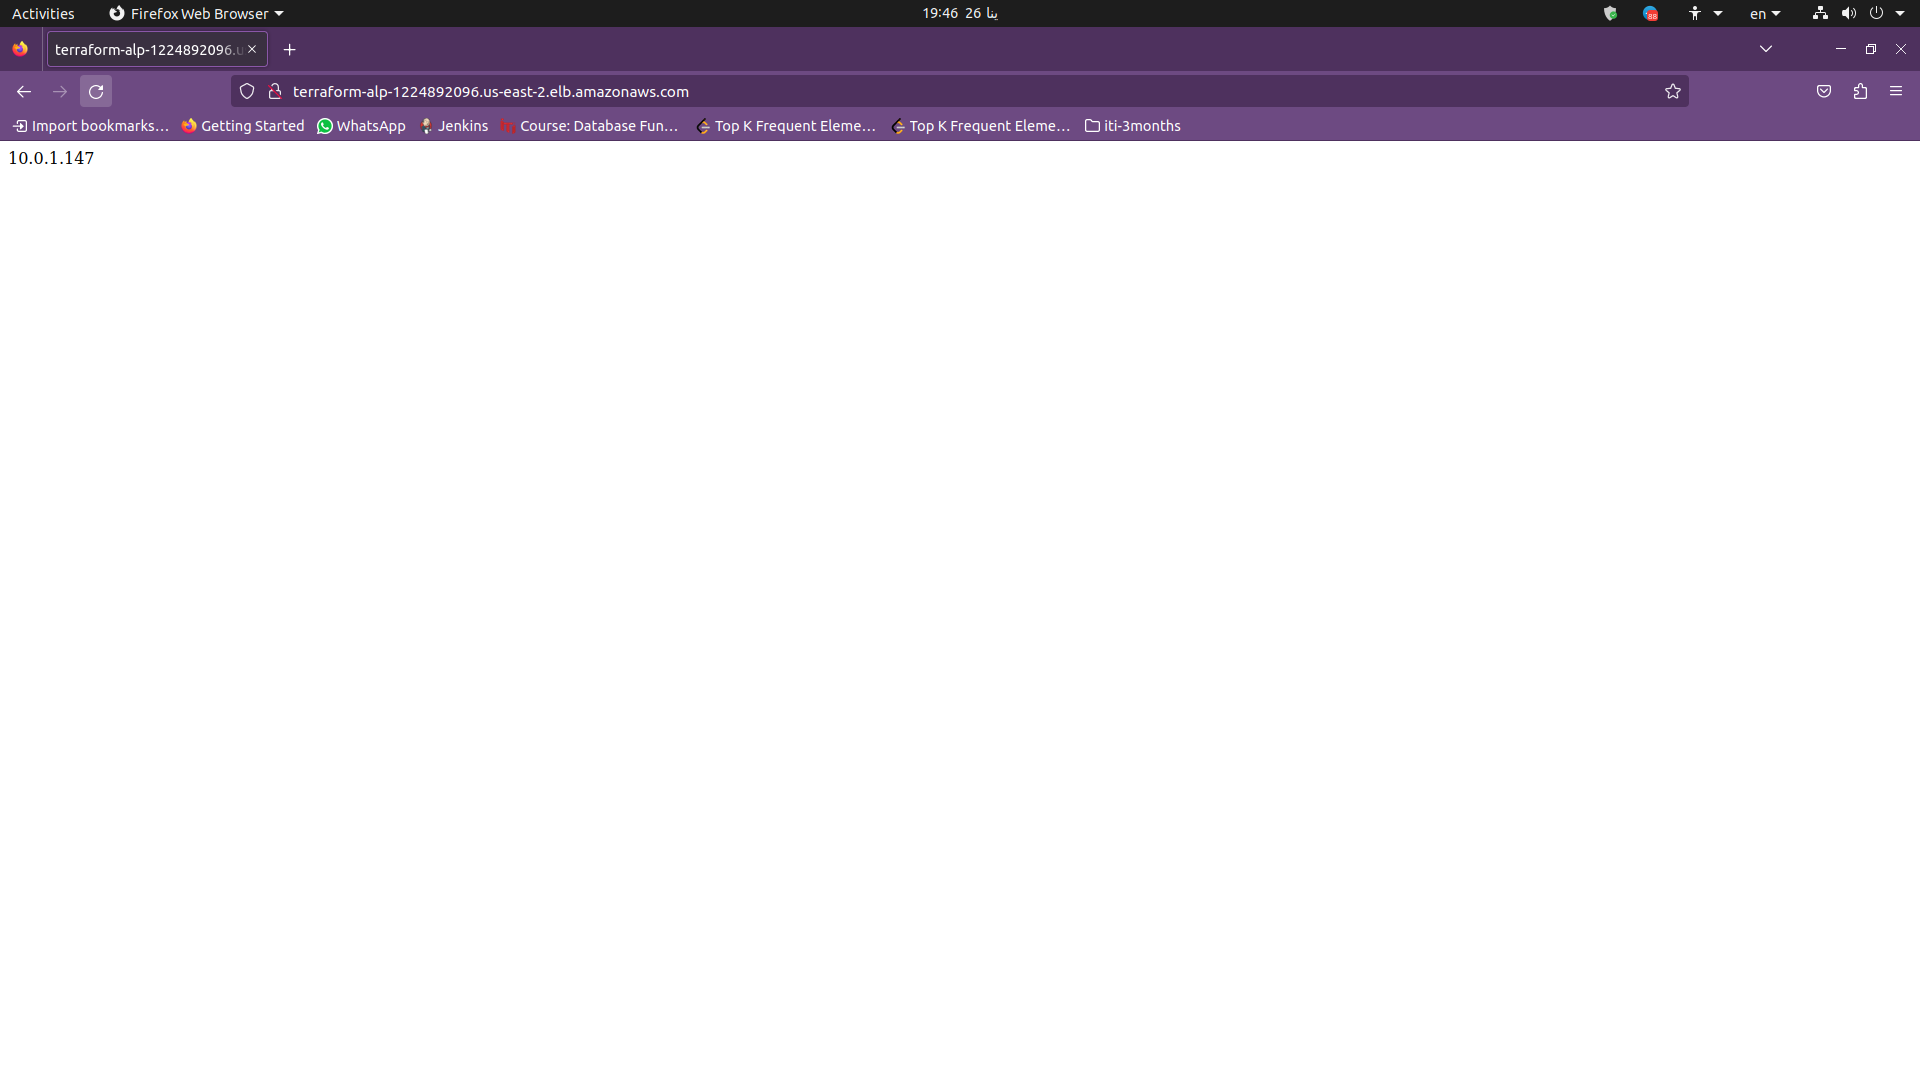 Activities
Firefox Web Browser
19:46 26 ينا
88
en
terraform-alp-1224892096.u
terraform-alp-1224892096.us-east-2.elb.amazonaws.com
Import bookmarks...
Getting Started
WhatsApp
Jenkins
Course: Database Fun...
Top K Frequent Eleme...
Top K Frequent Eleme...
iti-3months
10.0.1.147